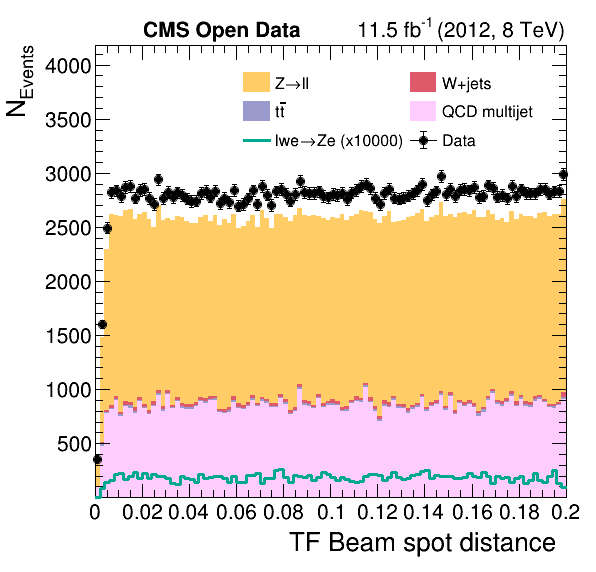 CMS Open Data 11.5 fb⁻¹ (2012, 8 TeV)
N_Events
4000
3500
3000
2500
2000
1500
1000
500
Z→ll W+jets
tt̄ QCD multijet
lwe→Ze (x10000) Data
0 0.02 0.04 0.06 0.08 0.1 0.12 0.14 0.16 0.18 0.2
TF Beam spot distance